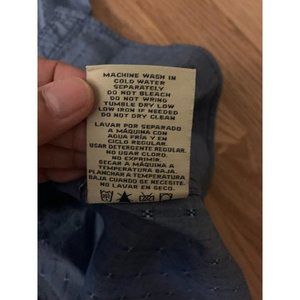 MACHINE WASH IN
COLD WATER
SEPARATELY
DO NOT BLEACH
DO NOT WRING
TUMBLE DRY LOW
LOW IRON IF NEEDED
DO NOT DRY CLEAN
LAVAR POR SEPARADO
A MÁQUINA CON
AGUA FRÍA Y EN
CICLO REGULAR.
USAR DETERGENTE REGULAR.
NO USAR CLORO.
NO EXPRIMIR.
SECAR A MÁQUINA A
TEMPERATURA BAJA.
PLANCHAR A TEMPERATURA
BAJA CUANDO SE NECESITE.
NO LAVAR EN SECO.